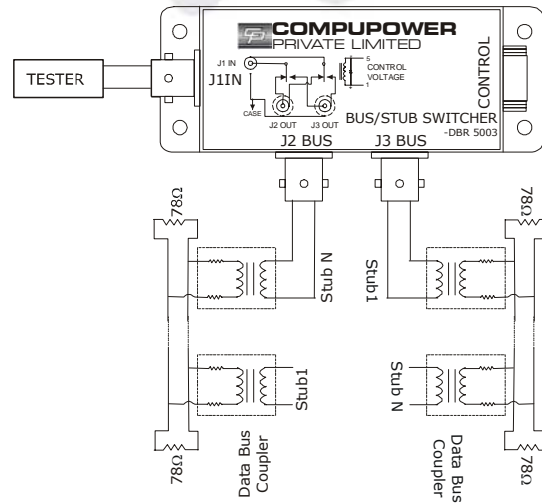 COMPUPOWER
PRIVATE LIMITED
TESTER
J1 IN
J1IN
5
CONTROL
VOLTAGE
1
CASE
J2 OUT
J3 OUT
CONTROL
BUS/STUB SWITCHER
-DBR 5003
J2 BUS
J3 BUS
78Ω
78Ω
Stub N
Stub1
Stub1
Stub N
78Ω
78Ω
Data Bus
Coupler
Data Bus
Coupler